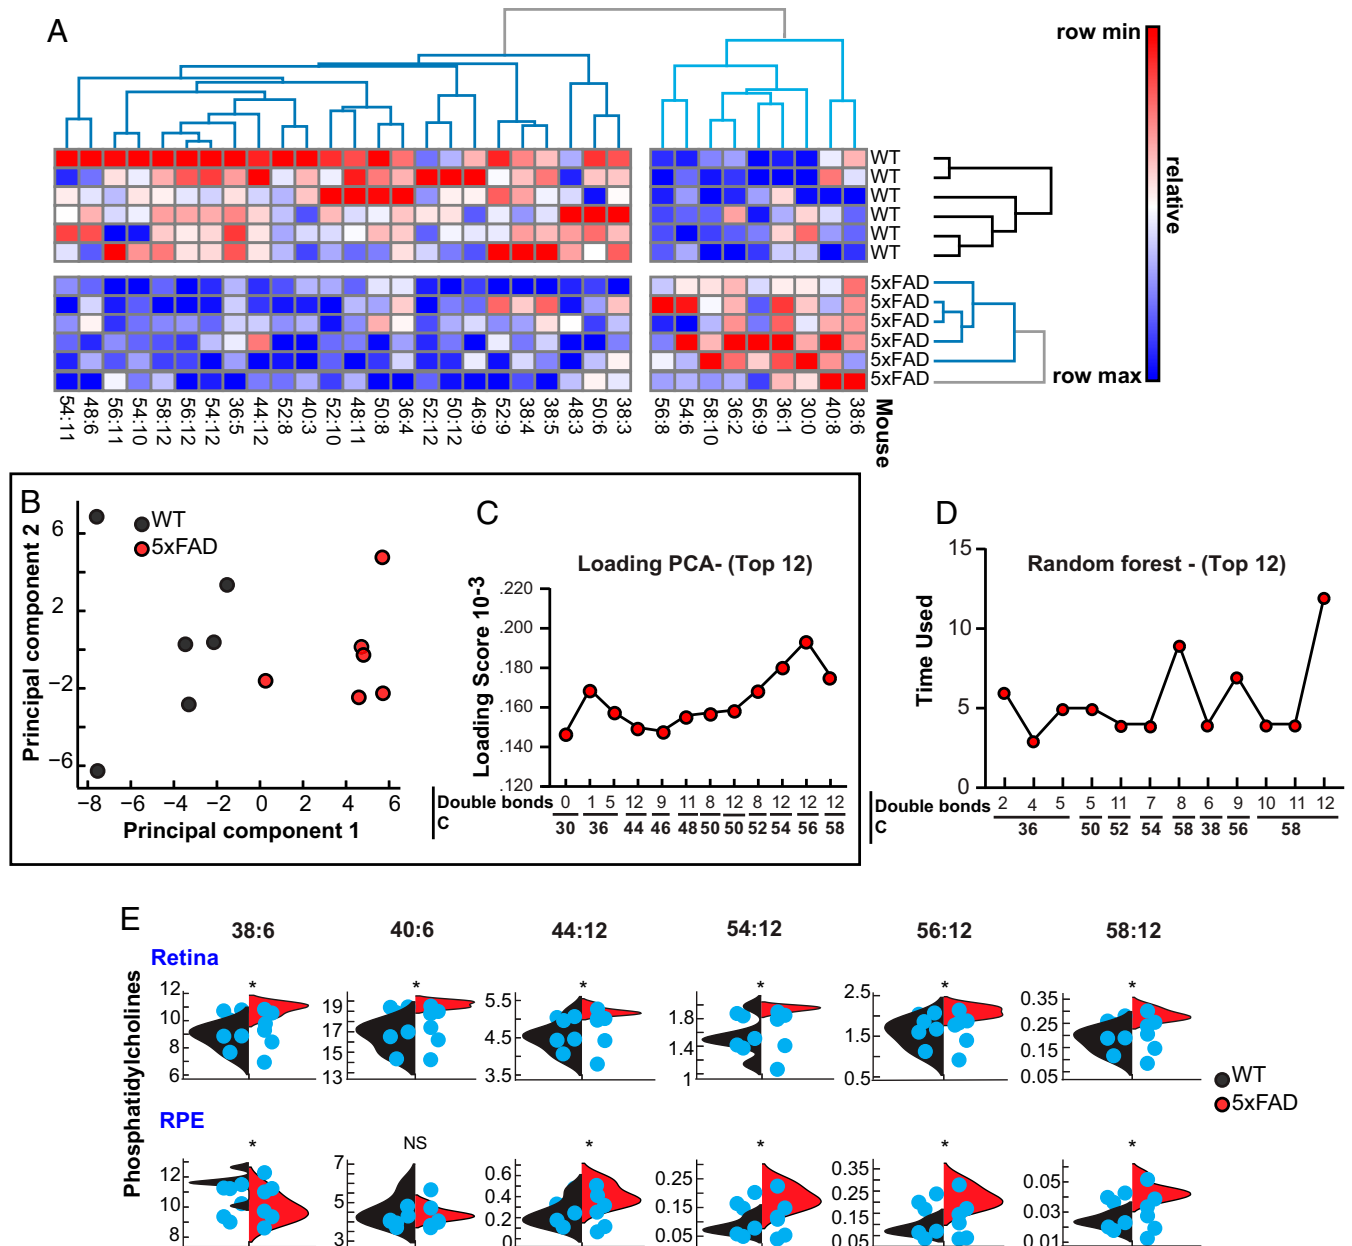 A
row min
relative
row max
WT
WT
WT
WT
WT
WT
5xFAD
5xFAD
5xFAD
5xFAD
5xFAD
5xFAD
Mouse
54:11 48:6 56:11 54:10 58:12 56:12 54:12 36:5 44:12 52:8 40:3 52:10 48:11 50:8 36:4 52:12 50:12 46:9 52:9 38:4 38:5 48:3 50:6 38:3 56:8 54:6 58:10 36:2 56:9 36:1 30:0 40:8 38:6
B
WT
5xFAD
Principal component 2
6
2
−2
−6
−8 −6 −4 −2 0 2 4 6
Principal component 1
C
Loading PCA- (Top 12)
Loading Score 10-3
.220
.200
.180
.160
.140
.120
Double bonds 0 1 5 12 9 11 8 12 8 12 12 12
C 30 36 44 46 48 50 50 52 54 56 58
D
Random forest - (Top 12)
Time Used
15
10
5
0
Double bonds 2 4 5 5 11 7 8 6 9 10 11 12
C 36 50 52 54 58 38 56 58
E
Phosphatidylcholines
38:6 40:6 44:12 54:12 56:12 58:12
Retina
* * * * * *
12
10
8
6
19
17
15
13
5.5
4.5
3.5
1.8
1.4
1
2.5
1.5
0.5
0.35
0.20
0.05
WT
5xFAD
RPE
* NS * * * *
12
10
8
7
5
3
0.6
0.4
0.2
0
0.25
0.15
0.05
0.35
0.25
0.15
0.05
0.05
0.03
0.01